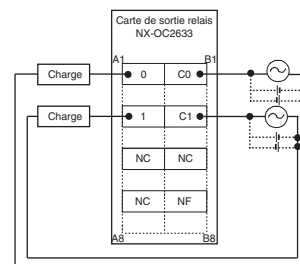 Carte de sortie relais
NX-OC2633
A1 B1
Charge 0 C0
Charge 1 C1
NC NC
NC NF
A8 B8